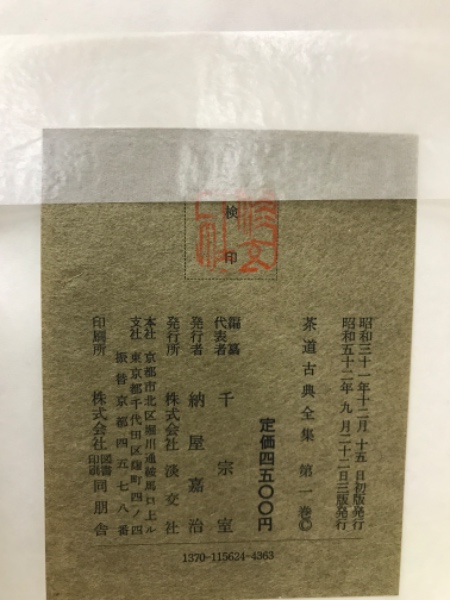 検印
昭和三十一年十二月十五日初版発行
昭和五十二年九月二十二日三版発行
茶道古典全集 第一巻◎
定価四五〇〇円
編纂代表者 千宗室
発行者 納屋嘉治
発行所 株式会社淡交社
本社 京都市北区堀川通鞍馬口上ル
支社 東京都千代田区麹町四ノ四
振替京都四五七八番
印刷所 株式会社図書印刷同朋舎
1370-115624-4363